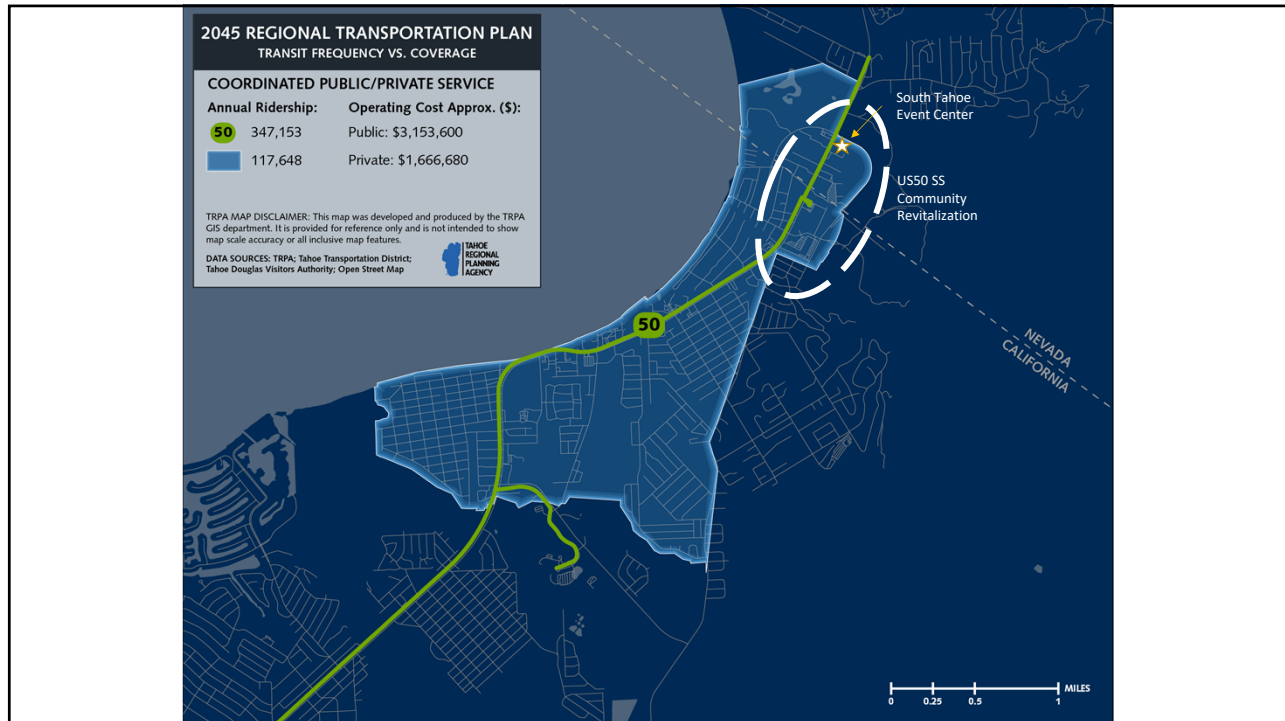 2045 REGIONAL TRANSPORTATION PLAN
TRANSIT FREQUENCY VS. COVERAGE
COORDINATED PUBLIC/PRIVATE SERVICE
Annual Ridership: Operating Cost Approx. ($):
50 347,153 Public: $3,153,600
117,648 Private: $1,666,680
TRPA MAP DISCLAIMER: This map was developed and produced by the TRPA
GIS department. It is provided for reference only and is not intended to show
map scale accuracy or all inclusive map features.
DATA SOURCES: TRPA; Tahoe Transportation District;
Tahoe Douglas Visitors Authority; Open Street Map
TAHOE
REGIONAL
PLANNING
AGENCY
South Tahoe
Event Center
US50 SS
Community
Revitalization
50
NEVADA
CALIFORNIA
0 0.25 0.5 1 MILES